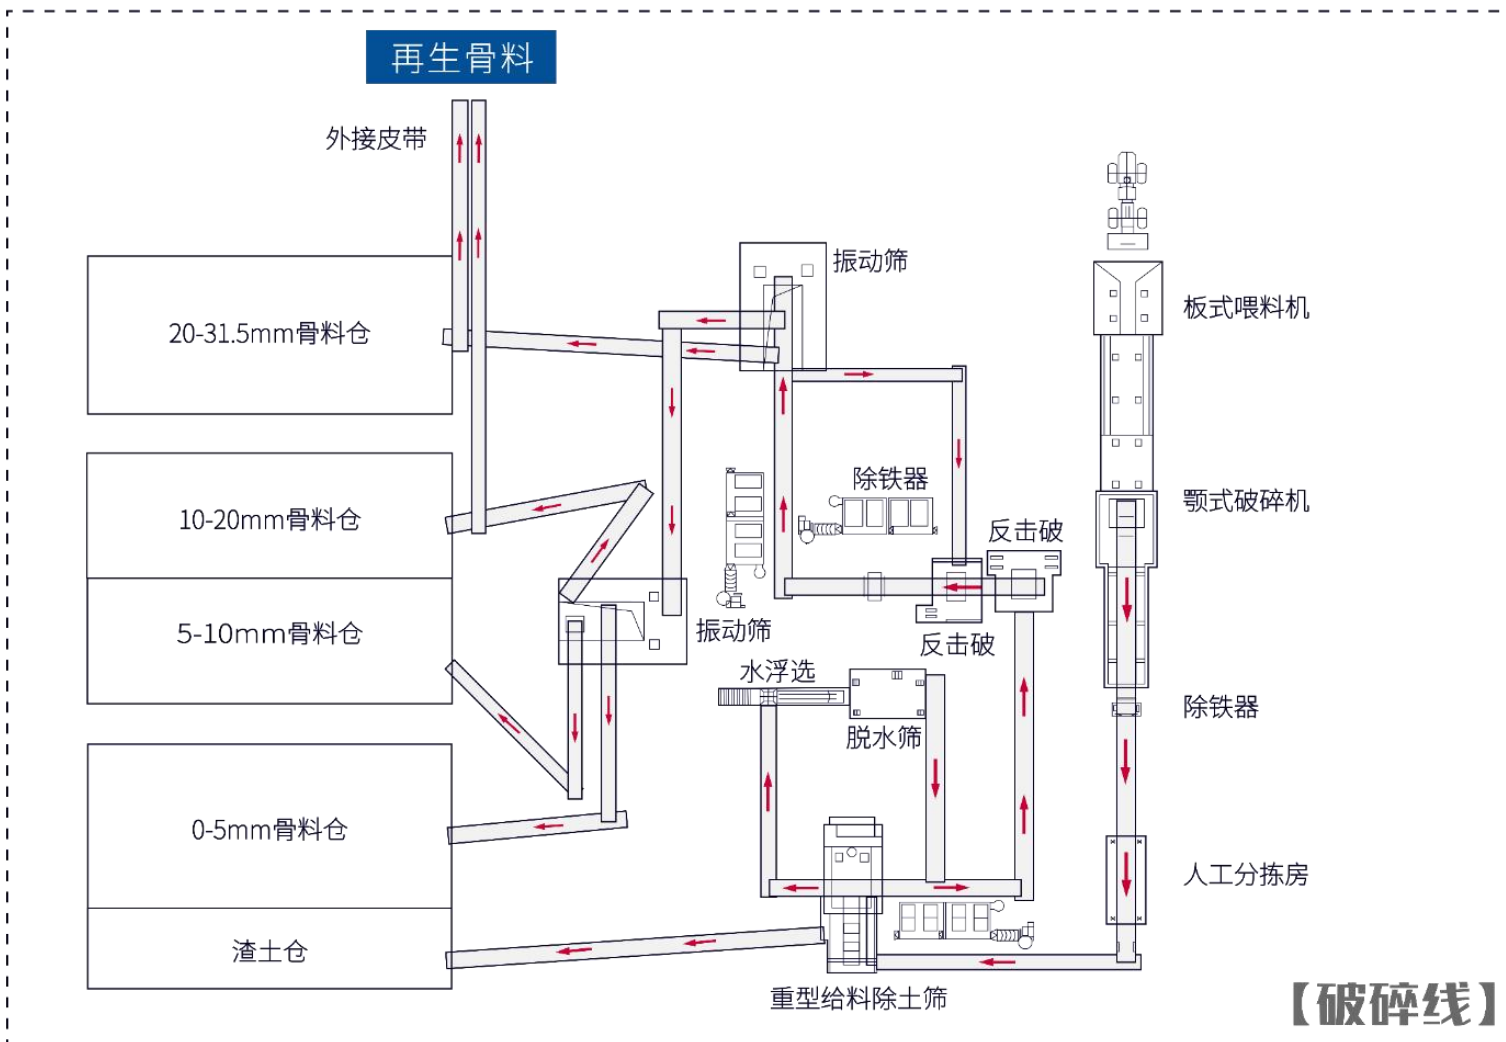 再生骨料
外接皮带
振动筛
板式喂料机
20-31.5mm骨料仓
除铁器
颚式破碎机
10-20mm骨料仓
反击破
5-10mm骨料仓
振动筛
反击破
水浮选
除铁器
脱水筛
0-5mm骨料仓
人工分拣房
渣土仓
重型给料除土筛
【破碎线】